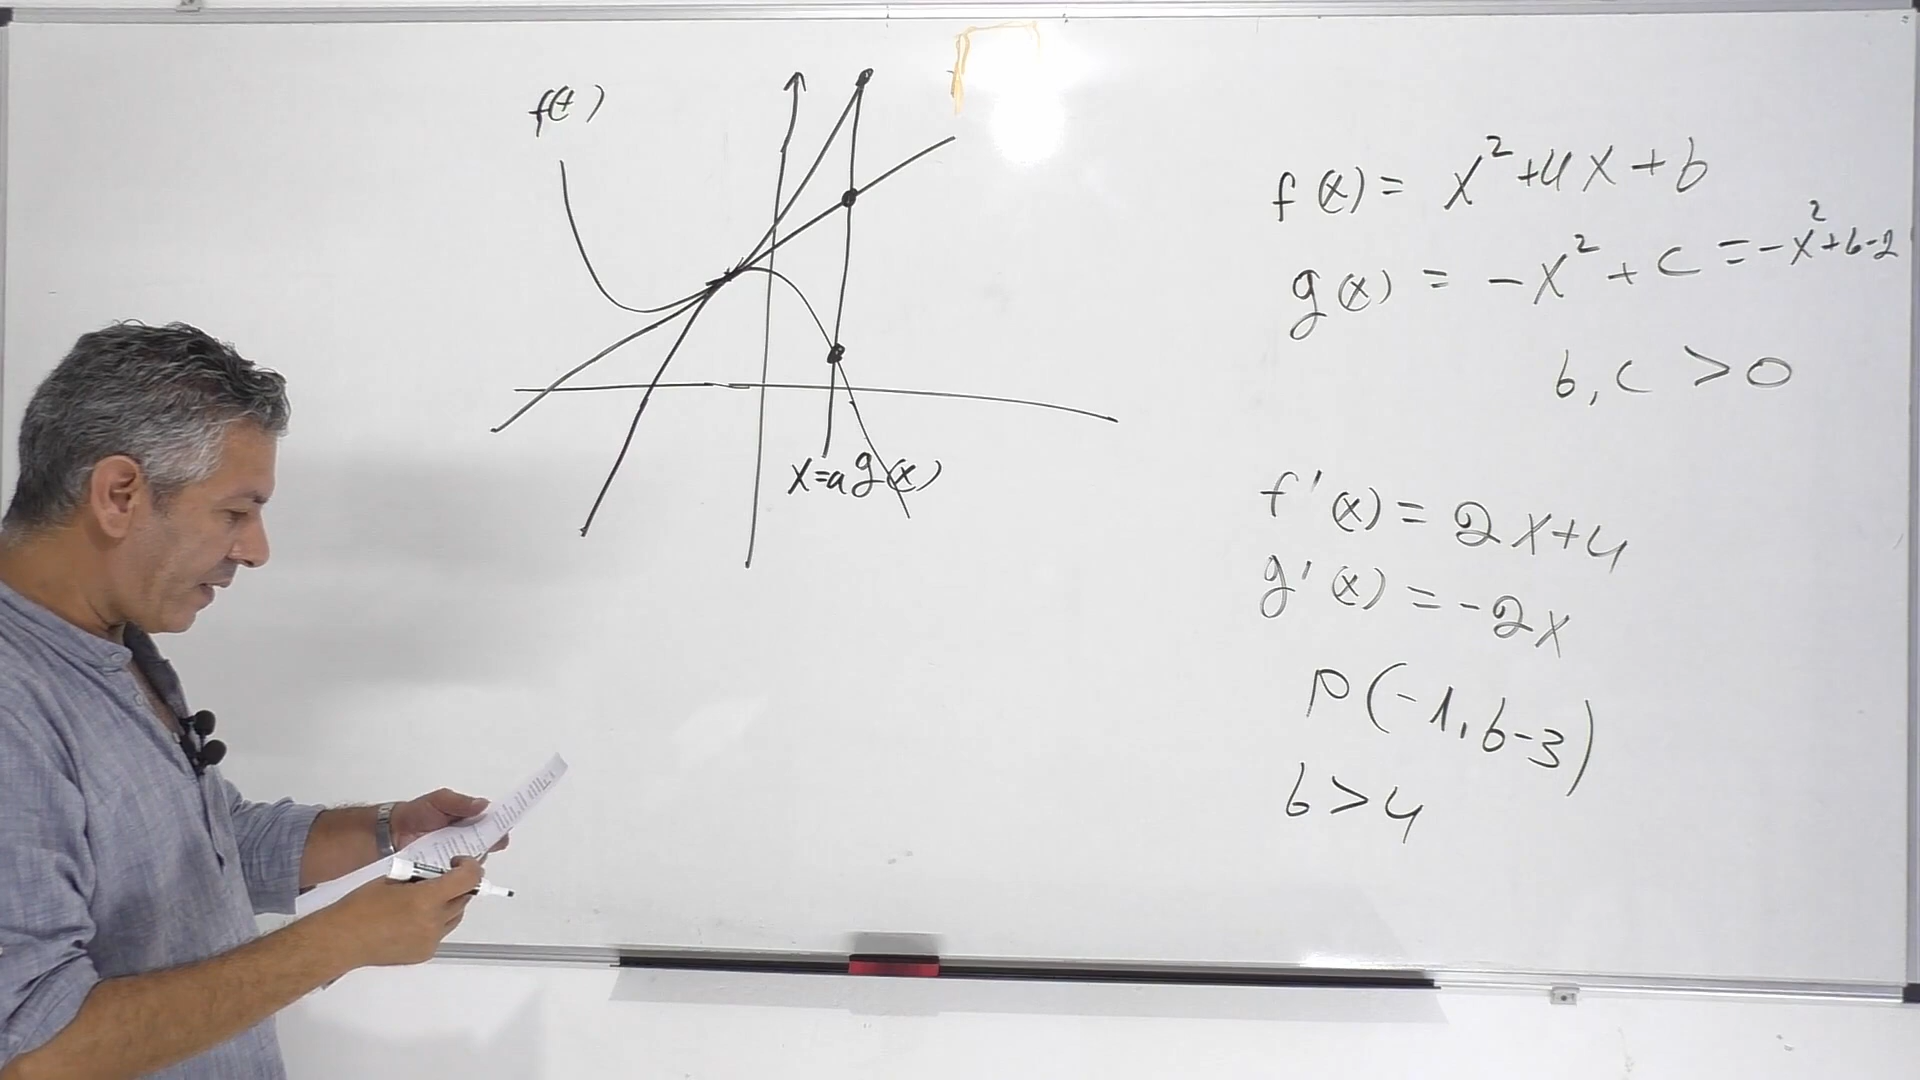 f(x)
x=a g(x)
f(x) = x²+4x+b
g(x) = -x²+c = -x²+b-2
b, c > 0
f'(x) = 2x+4
g'(x) = -2x
P(-1, b-3)
b > 4